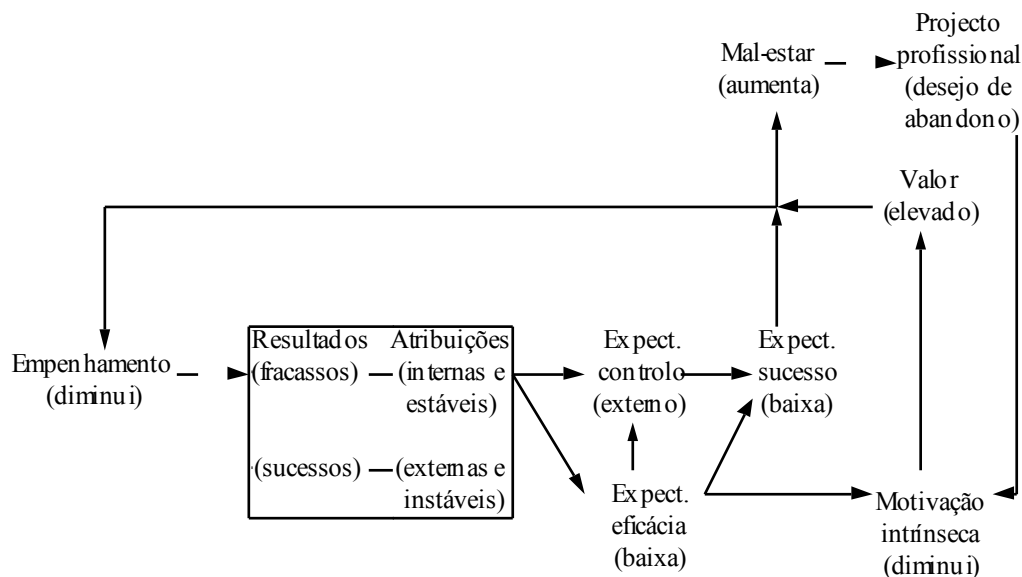 Projecto
profissional
(desejo de
abandono)
Mal-estar
(aumenta)
Valor
(elevado)
Empenhamento
(diminui)
Resultados
(fracassos)
(sucessos)
Atribuições
(internas e
estáveis)
(externas e
instáveis)
Expect.
controlo
(externo)
Expect.
sucesso
(baixa)
Expect.
eficácia
(baixa)
Motivação
intrínseca
(diminui)